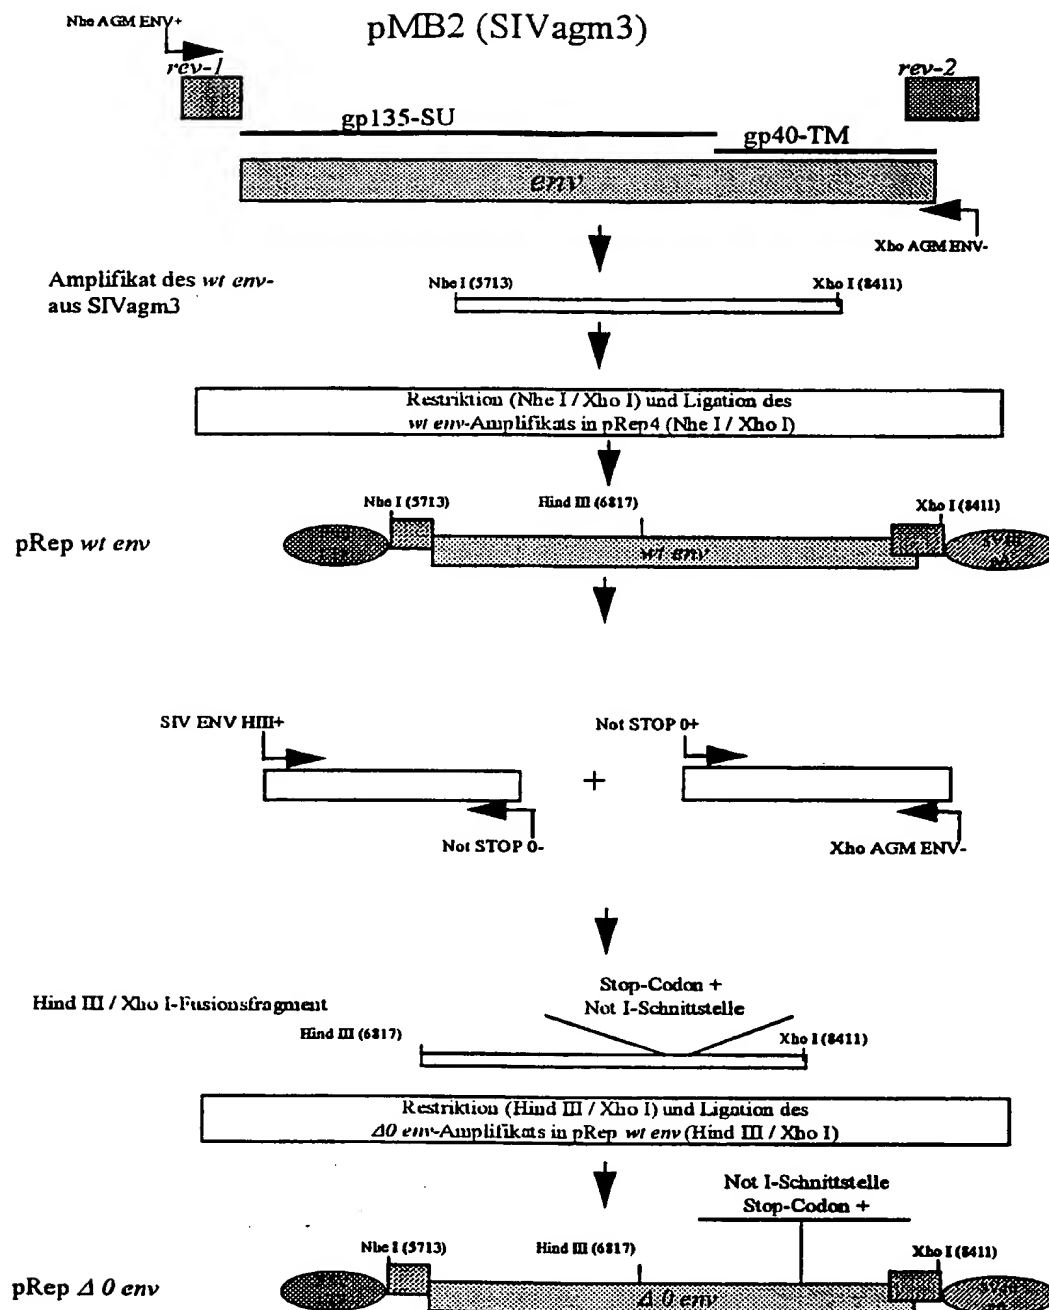 Nhe AGM ENV+
pMB2 (SIVagm3)
rev-1
rev-2
gp135-SU
gp40-TM
env
Xho AGM ENV-
Amplifikat des wt env-
aus SIVagm3
Nhe I (5713)
Xho I (8411)
Restriktion (Nhe I / Xho I) und Ligation des
wt env-Amplifikats in pRep4 (Nhe I / Xho I)
Nhe I (5713)
Hind III (6817)
Xho I (8411)
pRep wt env
wt env
SIV ENV HIII+
Not STOP 0+
+
Not STOP 0-
Xho AGM ENV-
Stop-Codon +
Hind III / Xho I-Fusionsfragment
Not I-Schnittstelle
Hind III (6817)
Xho I (8411)
Restriktion (Hind III / Xho I) und Ligation des
Δ0 env-Amplifikats in pRep wt env (Hind III / Xho I)
Not I-Schnittstelle
Stop-Codon +
Nhe I (5713)
Hind III (6817)
Xho I (8411)
pRep Δ 0 env
Δ 0 env